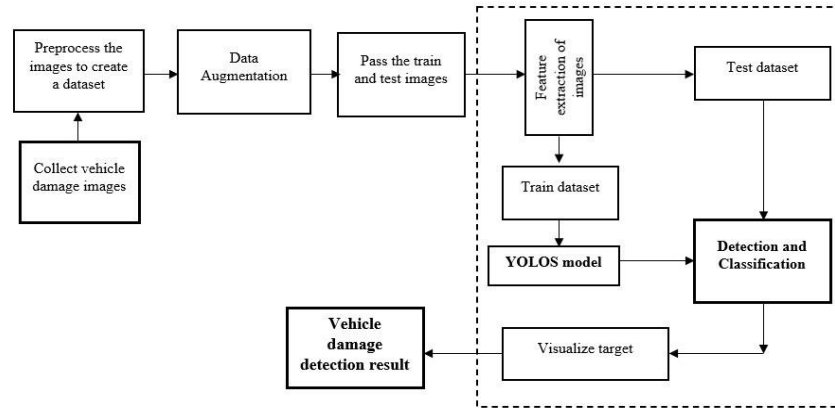 Preprocess the
images to create
a dataset
Data
Augmentation
Pass the train
and test images
Feature
extraction of
images
Test dataset
Collect vehicle
damage images
Train dataset
YOLOS model
Detection and
Classification
Vehicle
damage
detection result
Visualize target